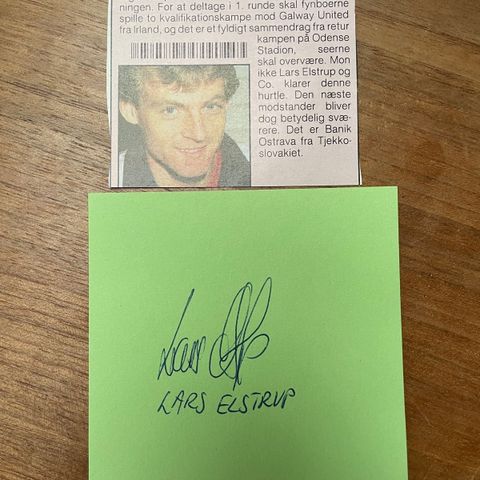 ningen. For at deltage i 1. runde skal fynboerne
spille to kvalifikationskampe mod Galway United
fra Irland, og det er et fyldigt sammendrag fra retur
kampen på Odense
Stadion, seerne
skal overvære. Mon
ikke Lars Elstrup og
Co. klarer denne
hurtle. Den næste
modstander bliver
dog betydelig svæ-
rere. Det er Banik
Ostrava fra Tjekko-
slovakiet.
Lars
LARS ELSTRUP